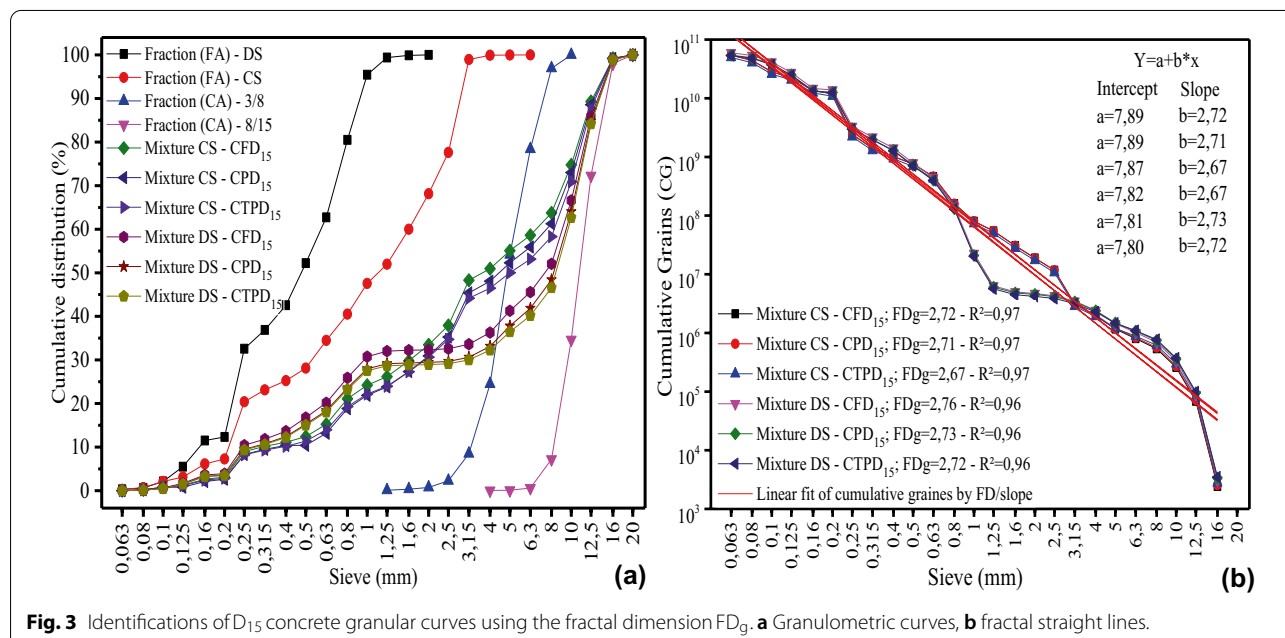 100
90
80
70
60
50
40
30
20
10
0
Cumulative distribution (%)
Fraction (FA) - DS
Fraction (FA) - CS
Fraction (CA) - 3/8
Fraction (CA) - 8/15
Mixture CS - CFD15
Mixture CS - CPD15
Mixture CS - CTPD15
Mixture DS - CFD15
Mixture DS - CPD15
Mixture DS - CTPD15
0,063 0,08 0,1 0,125 0,16 0,2 0,25 0,315 0,4 0,5 0,63 0,8 1 1,25 1,6 2 2,5 3,15 4 5 6,3 8 10 12,5 16 20
Sieve (mm)
(a)
10^11
10^10
10^9
10^8
10^7
10^6
10^5
10^4
10^3
Cumulative Grains (CG)
Y=a+b*x
Intercept Slope
a=7,89 b=2,72
a=7,89 b=2,71
a=7,87 b=2,67
a=7,82 b=2,67
a=7,81 b=2,73
a=7,80 b=2,72
Mixture CS - CFD15; FDg=2,72 - R²=0,97
Mixture CS - CPD15; FDg=2,71 - R²=0,97
Mixture CS - CTPD15; FDg=2,67 - R²=0,97
Mixture DS - CFD15; FDg=2,76 - R²=0,96
Mixture DS - CPD15; FDg=2,73 - R²=0,96
Mixture DS - CTPD15; FDg=2,72 - R²=0,96
Linear fit of cumulative graines by FD/slope
0,063 0,08 0,1 0,125 0,16 0,2 0,25 0,315 0,4 0,5 0,63 0,8 1 1,25 1,6 2 2,5 3,15 4 5 6,3 8 10 12,5 16 20
Sieve (mm)
(b)
Fig. 3 Identifications of D15 concrete granular curves using the fractal dimension FDg. a Granulometric curves, b fractal straight lines.